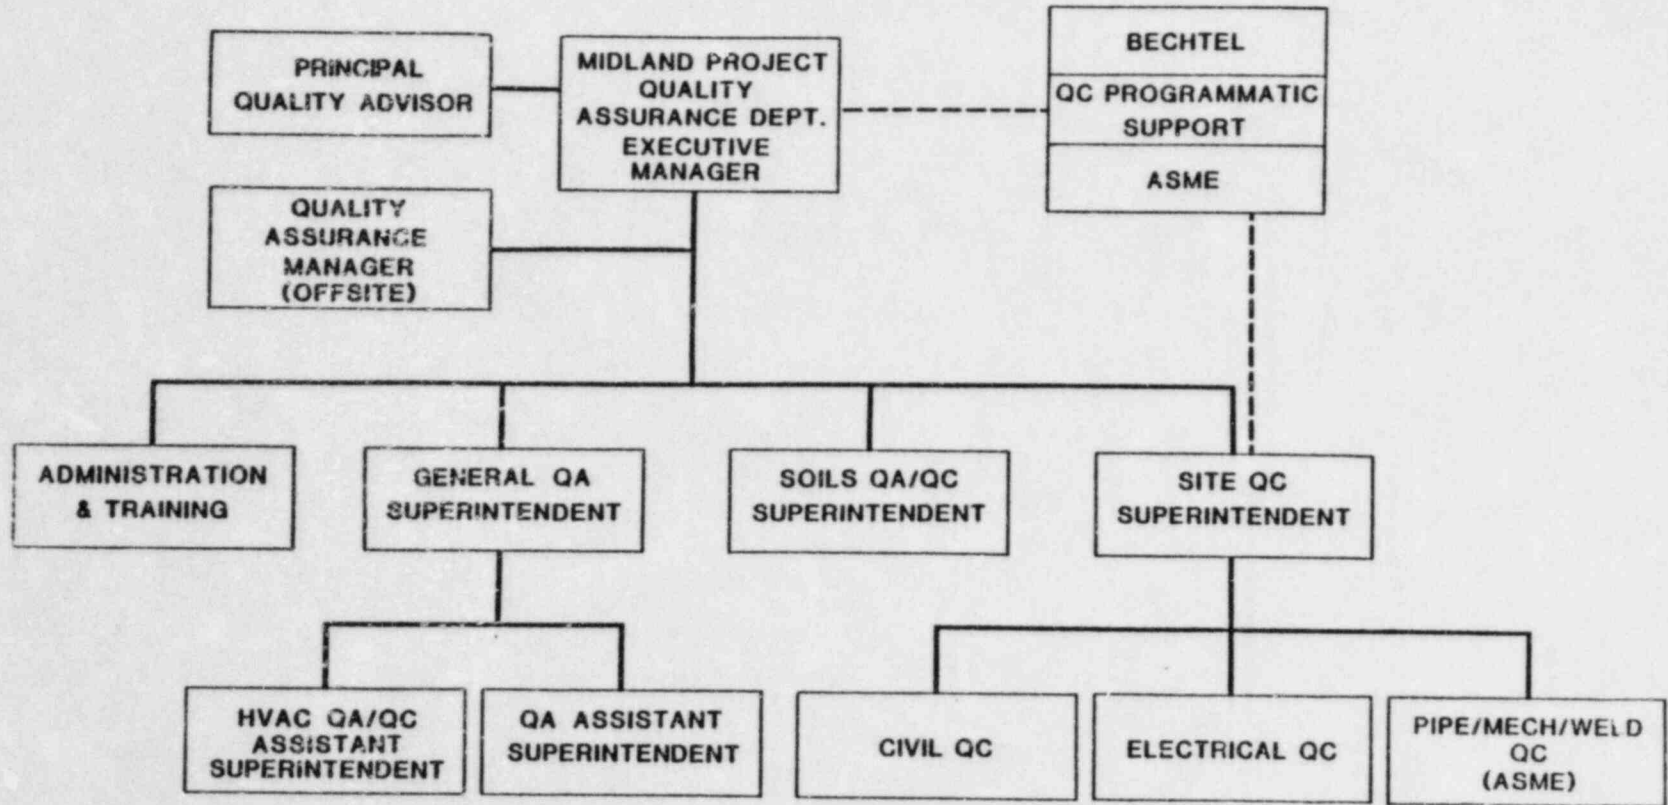 PRINCIPAL
QUALITY ADVISOR
MIDLAND PROJECT
QUALITY
ASSURANCE DEPT.
EXECUTIVE
MANAGER
BECHTEL
QC PROGRAMMATIC
SUPPORT
ASME
QUALITY
ASSURANCE
MANAGER
(OFFSITE)
ADMINISTRATION
& TRAINING
GENERAL QA
SUPERINTENDENT
SOILS QA/QC
SUPERINTENDENT
SITE QC
SUPERINTENDENT
HVAC QA/QC
ASSISTANT
SUPERINTENDENT
QA ASSISTANT
SUPERINTENDENT
CIVIL QC
ELECTRICAL QC
PIPE/MECH/WELD
QC
(ASME)